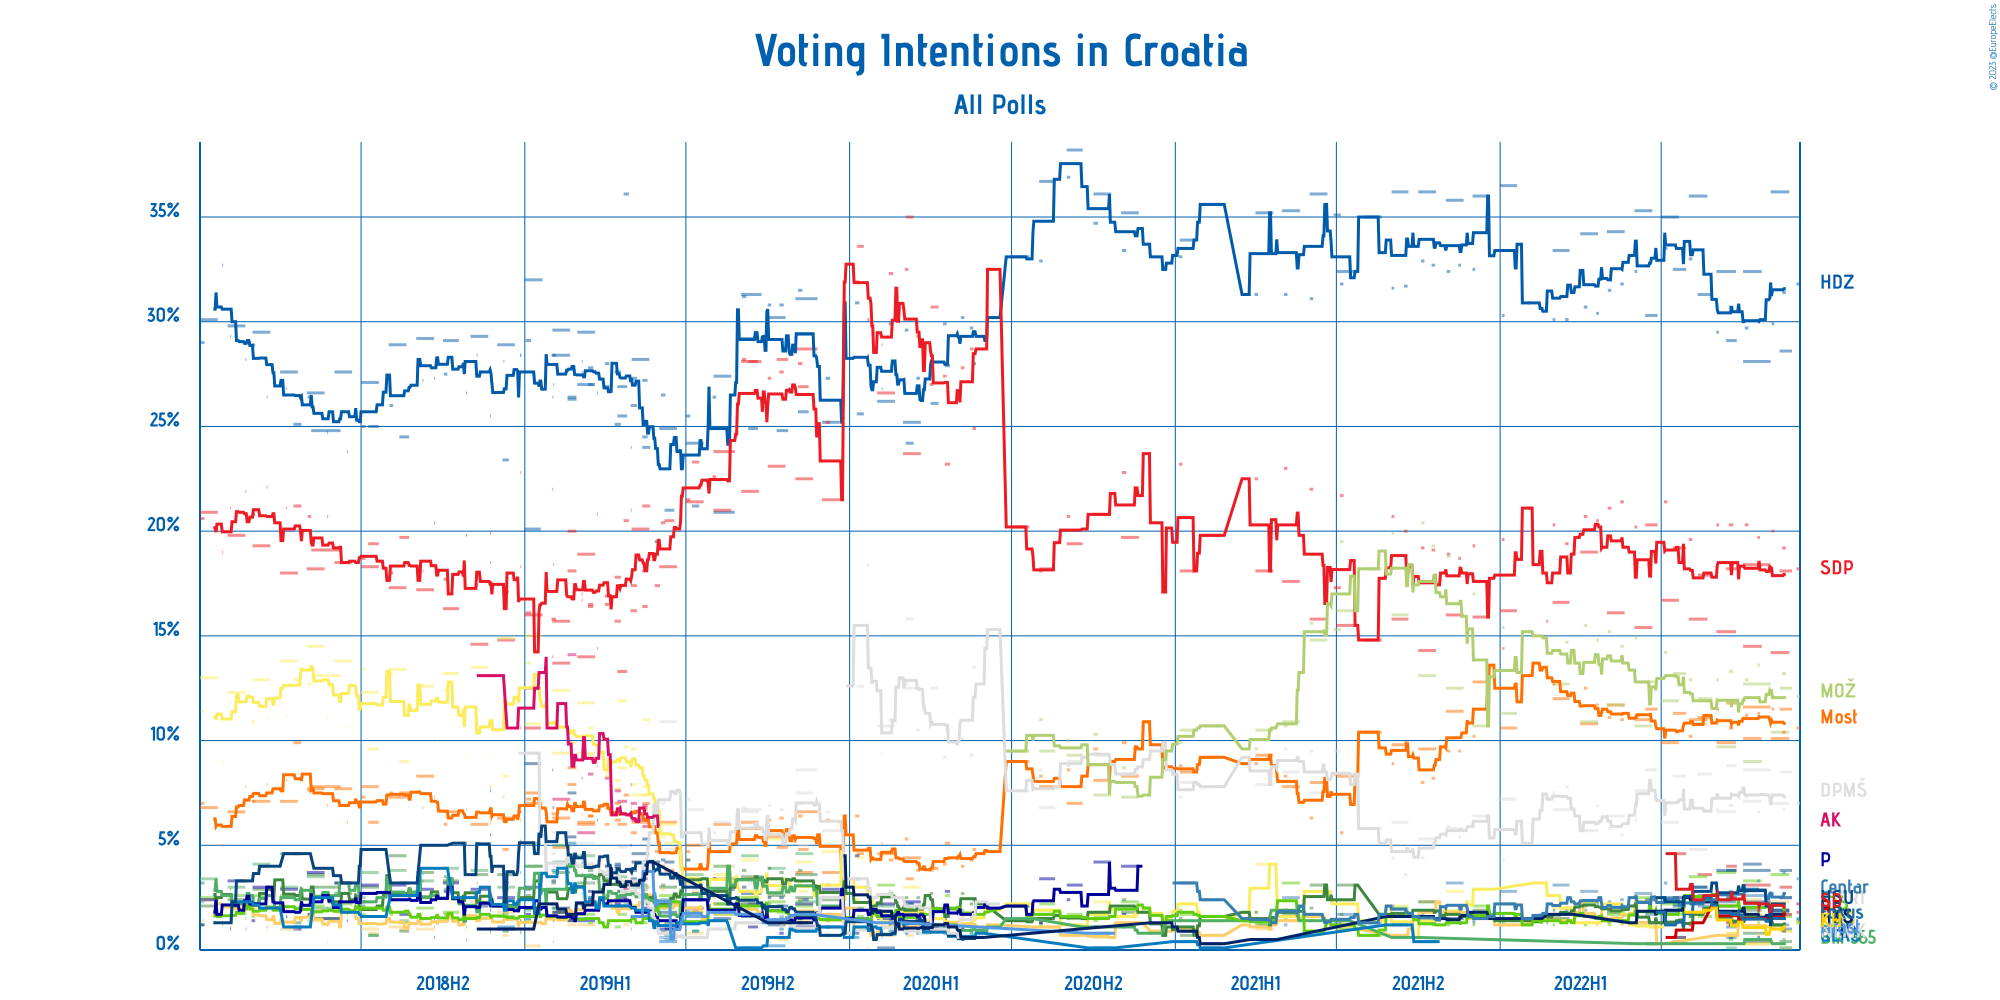 © 2023 @EuropeElects
Voting Intentions in Croatia
All Polls
35%
30%
25%
20%
15%
10%
5%
0%
HDZ
SDP
MOŽ
Most
DPMŠ
AK
P
Centar
2018H2
2019H1
2019H2
2020H1
2020H2
2021H1
2021H2
2022H1